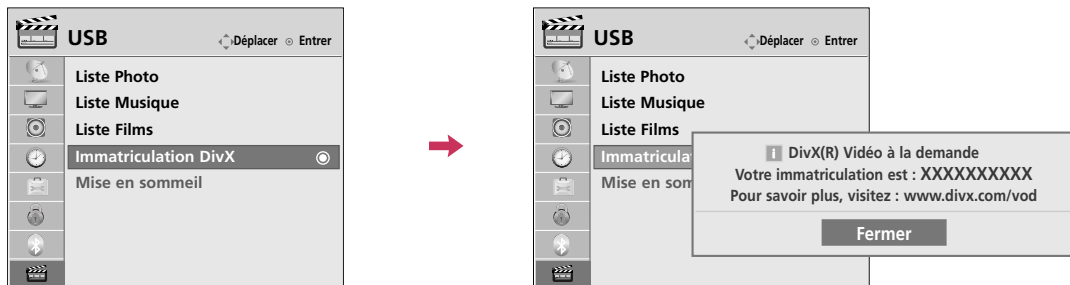 USB
Déplacer Entrer
Liste Photo
Liste Musique
Liste Films
Immatriculation DivX
Mise en sommeil
USB
Déplacer Entrer
Liste Photo
Liste Musique
Liste Films
Immatricula
Mise en som
i DivX(R) Vidéo à la demande
Votre immatriculation est : XXXXXXXXXX
Pour savoir plus, visitez : www.divx.com/vod
Fermer